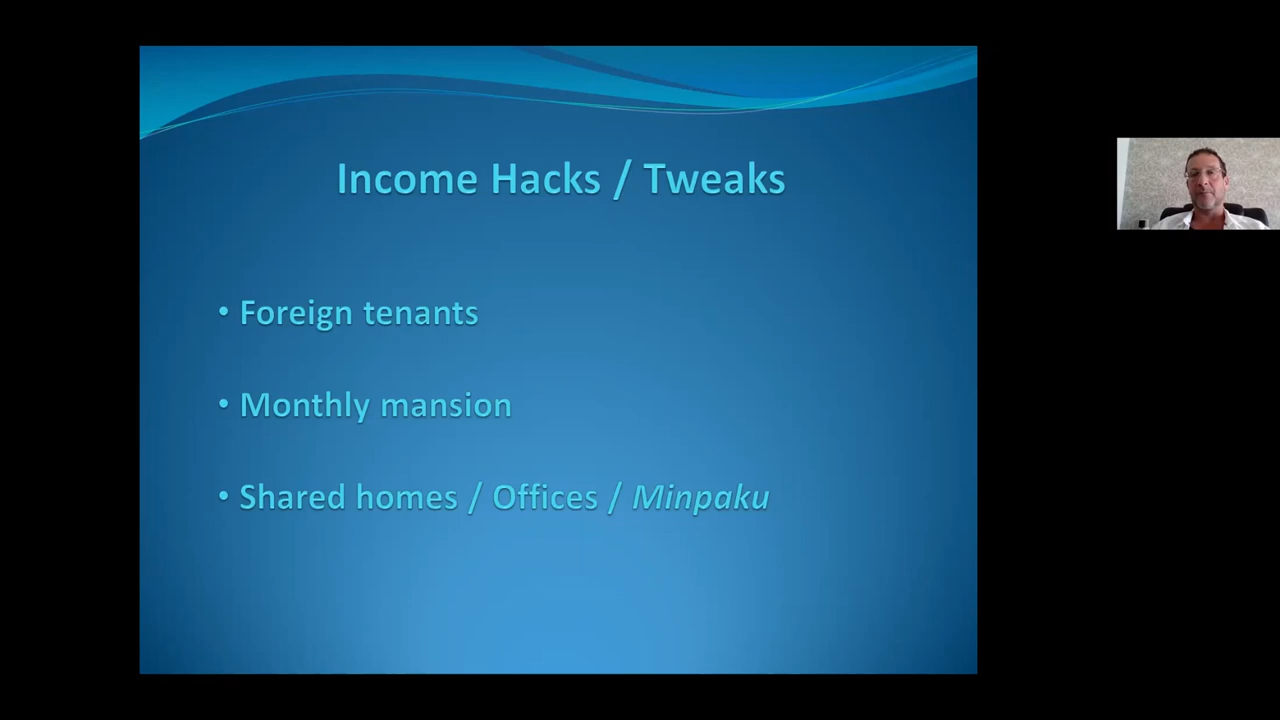 Income Hacks / Tweaks
• Foreign tenants
• Monthly mansion
• Shared homes / Offices / Minpaku